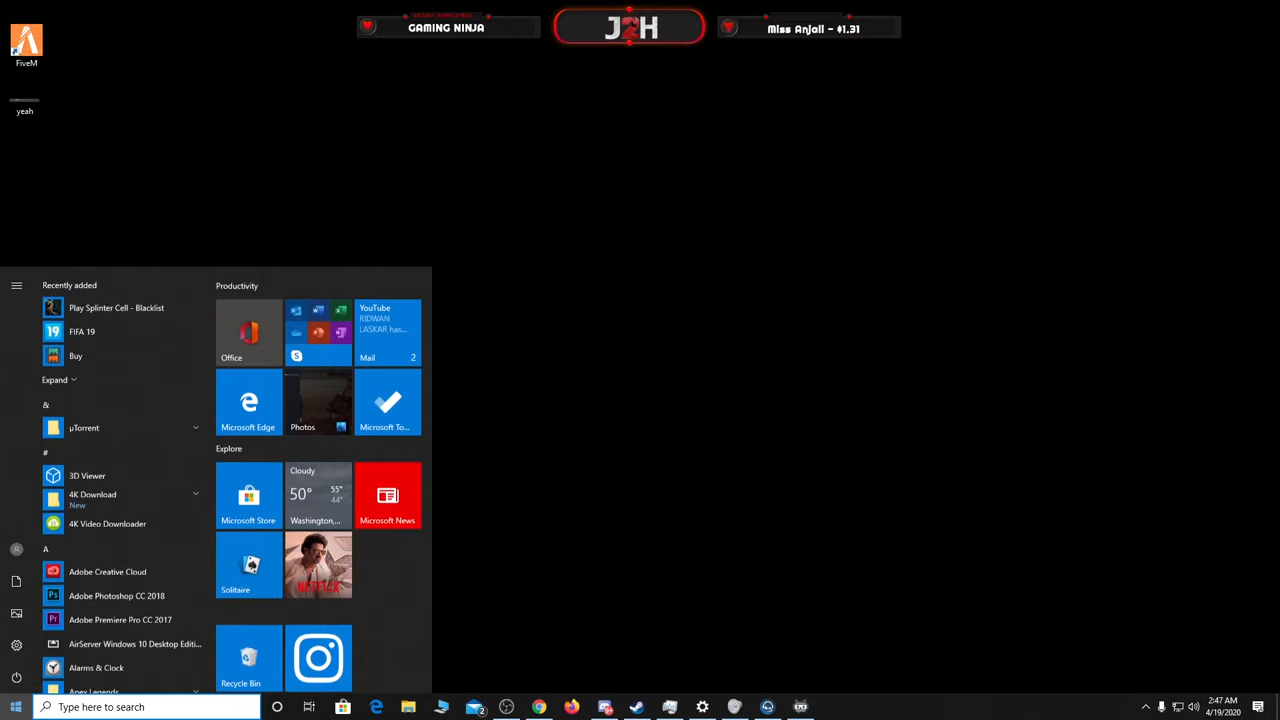 GAMING NINJA
J2H
Miss Anjali - $1.31
FiveM
yeah
Recently added
Play Splinter Cell - Blacklist
FIFA 19
Buy
Expand
&
µTorrent
#
3D Viewer
4K Download
New
4K Video Downloader
A
Adobe Creative Cloud
Adobe Photoshop CC 2018
Adobe Premiere Pro CC 2017
AirServer Windows 10 Desktop Editi...
Alarms & Clock
Apex Legends
Productivity
Office
YouTube
RIDWAN
LASKAR has...
Mail 2
Microsoft Edge
Photos
Microsoft To...
Explore
Microsoft Store
Cloudy
50° 55°
44°
Washington,...
Microsoft News
Solitaire
NETFLIX
Recycle Bin
Type here to search
2
2:47 AM
4/19/2020